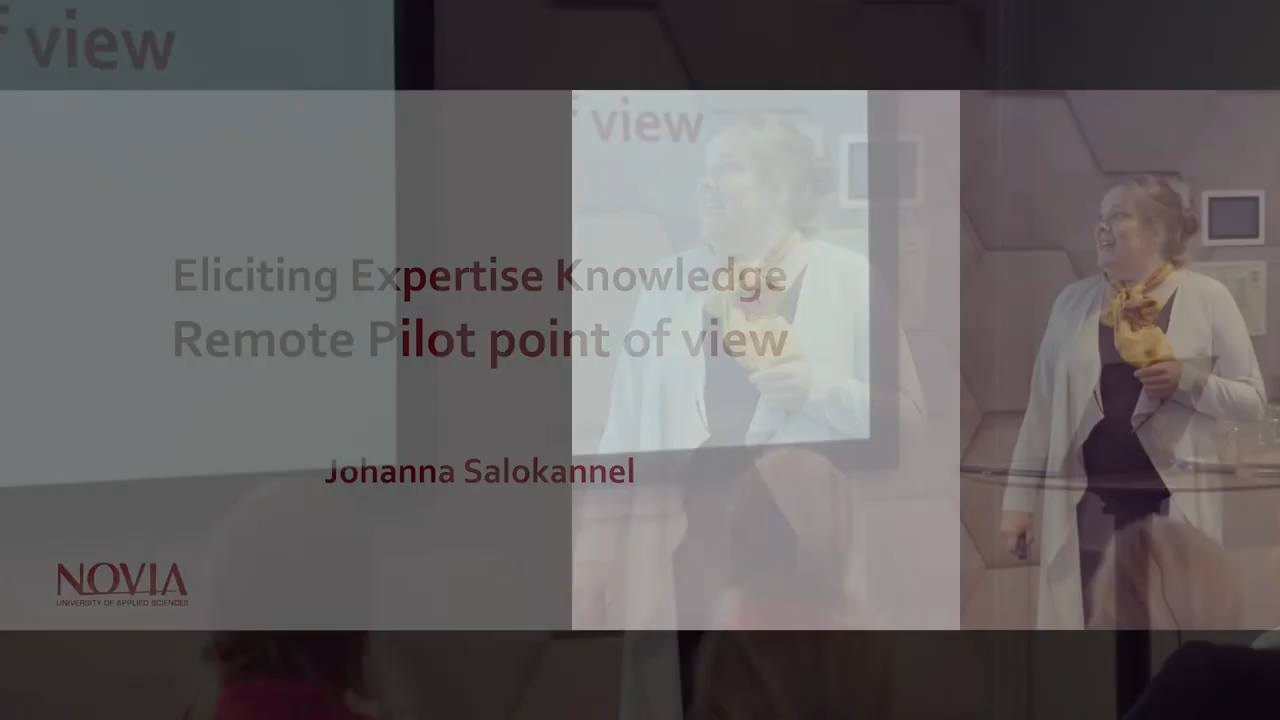 f view
f view
Eliciting Expertise Knowledge
Remote Pilot point of view
Johanna Salokannel
NOVIA
UNIVERSITY OF APPLIED SCIENCES